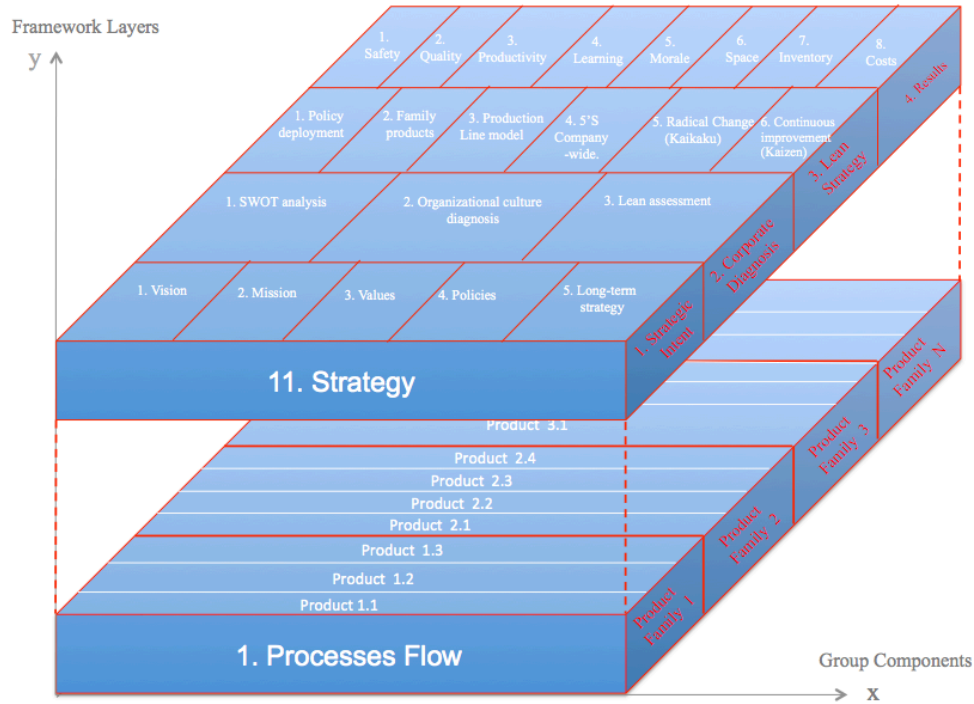 Framework Layers
y
1.
Safety
2.
Quality
3.
Productivity
4.
Learning
5.
Morale
6.
Space
7.
Inventory
8.
Costs
4. Results
1. Policy
deployment
2. Family
products
3. Production
Line model
4. 5'S
Company
-wide.
5. Radical Change
(Kaikaku)
6. Continuous
improvement
(Kaizen)
3. Lean
Strategy
1. SWOT analysis
2. Organizational culture
diagnosis
3. Lean assessment
2. Corporate
Diagnosis
1. Vision
2. Mission
3. Values
4. Policies
5. Long-term
strategy
1. Strategic
Intent
11. Strategy
Product Family N
Product 3.1
Product
Family 3
Product 2.4
Product 2.3
Product 2.2
Product 2.1
Product
Family 2
Product 1.3
Product 1.2
Product 1.1
Product
Family 1
1. Processes Flow
Group Components
x